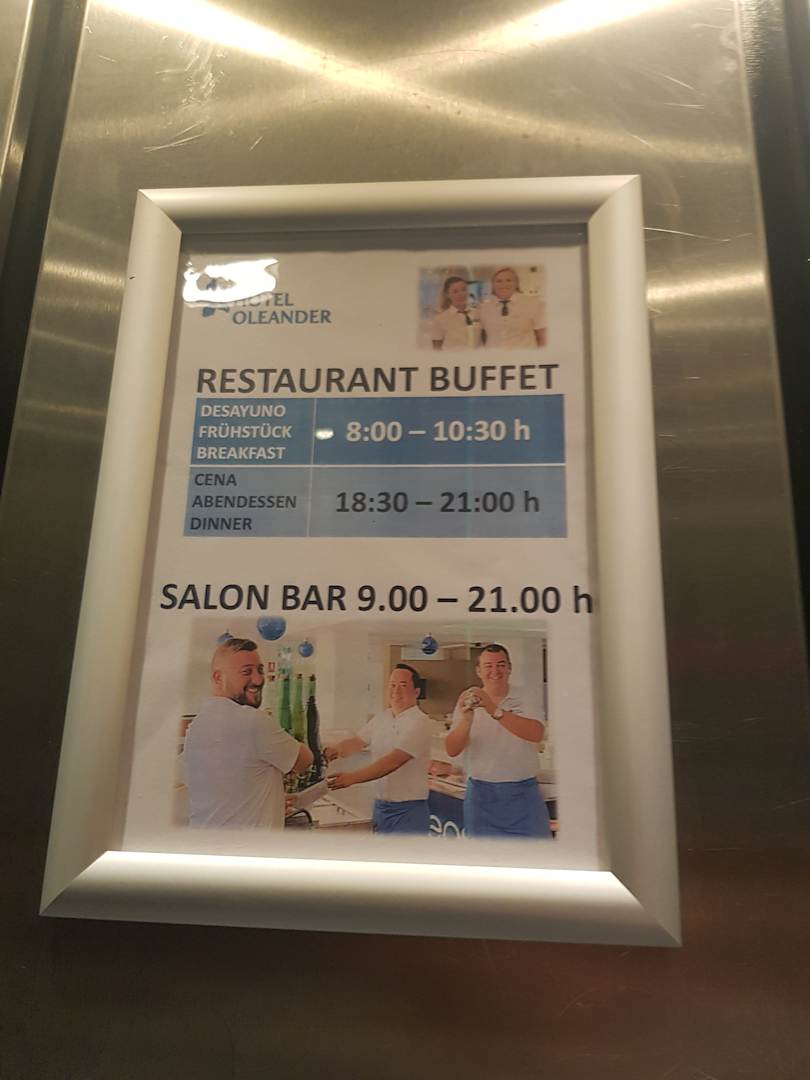 HOTEL
OLEANDER
RESTAURANT BUFFET
DESAYUNO
FRÜHSTÜCK
BREAKFAST
8:00 – 10:30 h
CENA
ABENDESSEN
DINNER
18:30 – 21:00 h
SALON BAR 9.00 – 21.00 h